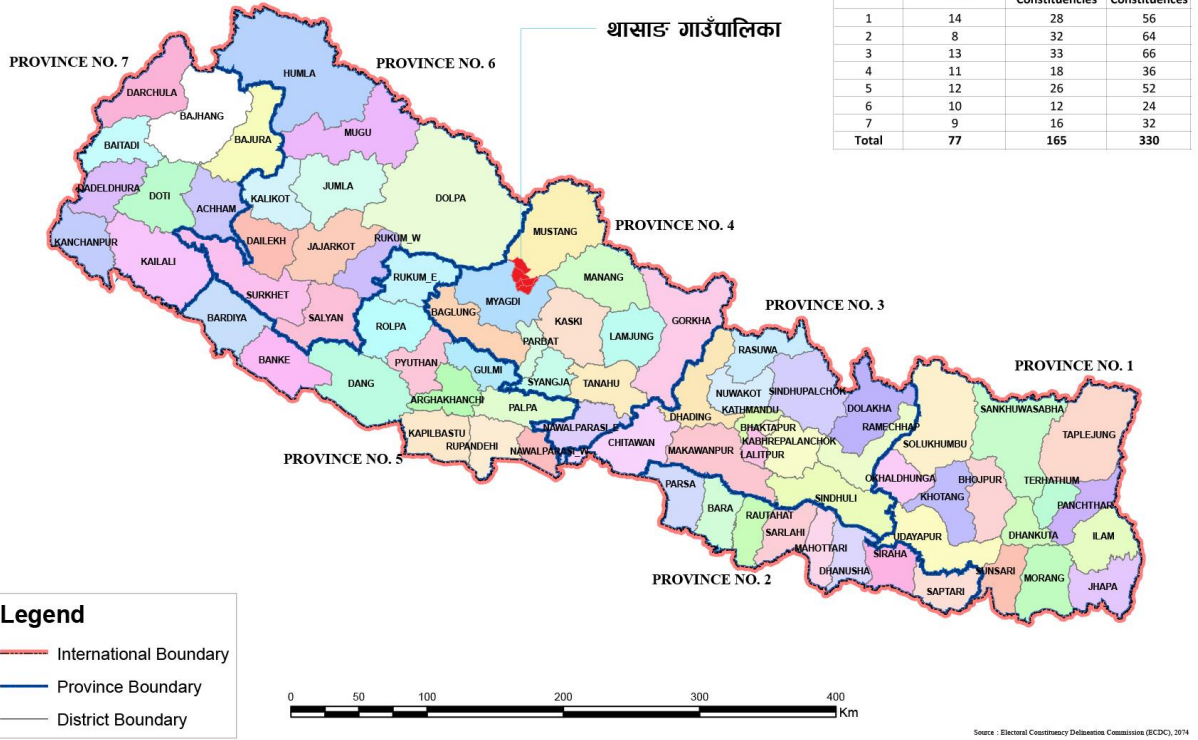 Constituencies Constituences
1 14 28 56
2 8 32 64
3 13 33 66
4 11 18 36
5 12 26 52
6 10 12 24
7 9 16 32
Total 77 165 330
थासाङ गाउँपालिका
PROVINCE NO. 7
PROVINCE NO. 6
HUMLA
DARCHULA
BAJHANG
MUGU
BAJURA
BAITADI
JUMLA
DADELDHURA
DOTI
KALIKOT
DOLPA
ACHHAM
PROVINCE NO. 4
MUSTANG
KANCHANPUR
DAILEKH
JAJARKOT
RUKUM_W
KAILALI
RUKUM_E
MANANG
SURKHET
MYAGDI
PROVINCE NO. 3
BARDIYA
SALYAN
ROLPA
BAGLUNG
KASKI
GORKHA
LAMJUNG
PARBAT
RASUWA
BANKE
PYUTHAN
GULMI
PROVINCE NO. 1
DANG
SYANGJA
TANAHU
NUWAKOT
SINDHUPALCHOK
ARGHAKHANCHI
PALPA
KATHMANDU
DOLAKHA
SANKHUWASABHA
DHADING
BHAKTAPUR
RAMECHHAP
KAPILBASTU
NAWALPARASI_E
TAPLEJUNG
RUPANDEHI
CHITAWAN
KABHREPALANCHOK
SOLUKHUMBU
NAWALPARASI_W
MAKAWANPUR
LALITPUR
PROVINCE NO. 5
OKHALDHUNGA
BHOJPUR
TERHATHUM
PARSA
SINDHULI
KHOTANG
PANCHTHAR
BARA
RAUTAHAT
SARLAHI
UDAYAPUR
DHANKUTA
ILAM
MAHOTTARI
SIRAHA
DHANUSHA
SUNSARI
PROVINCE NO. 2
MORANG
JHAPA
SAPTARI
Legend
International Boundary
Province Boundary
District Boundary
0 50 100 200 300 400
Km
Source : Electoral Constituency Delineation Commission (ECDC), 2074